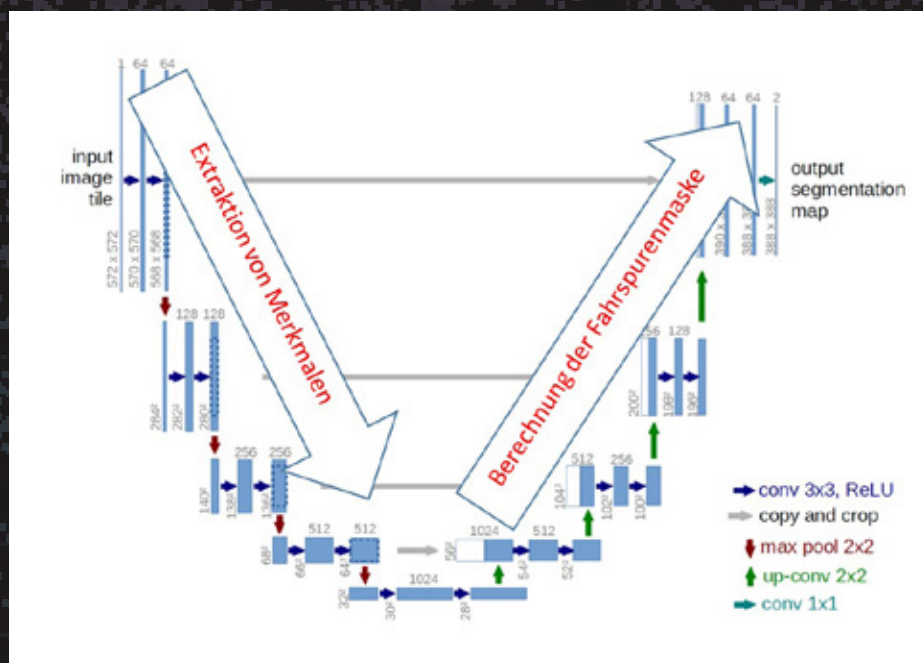 1 64 64
input
image
tile
572 x 572
570 x 570
568 x 568
Extraktion von Merkmalen
Berechnung der Fahrspurenmaske
128 64 64 2
output
segmentation
map
390 x
388 x 388
128 128
284²
282²
280²
256 128
200²
198²
196²
256 256
140²
138²
136²
512 256
104²
102²
100²
512 512
68²
66²
64²
1024 512
56²
54²
52²
1024
32²
30²
28²
conv 3x3, ReLU
copy and crop
max pool 2x2
up-conv 2x2
conv 1x1